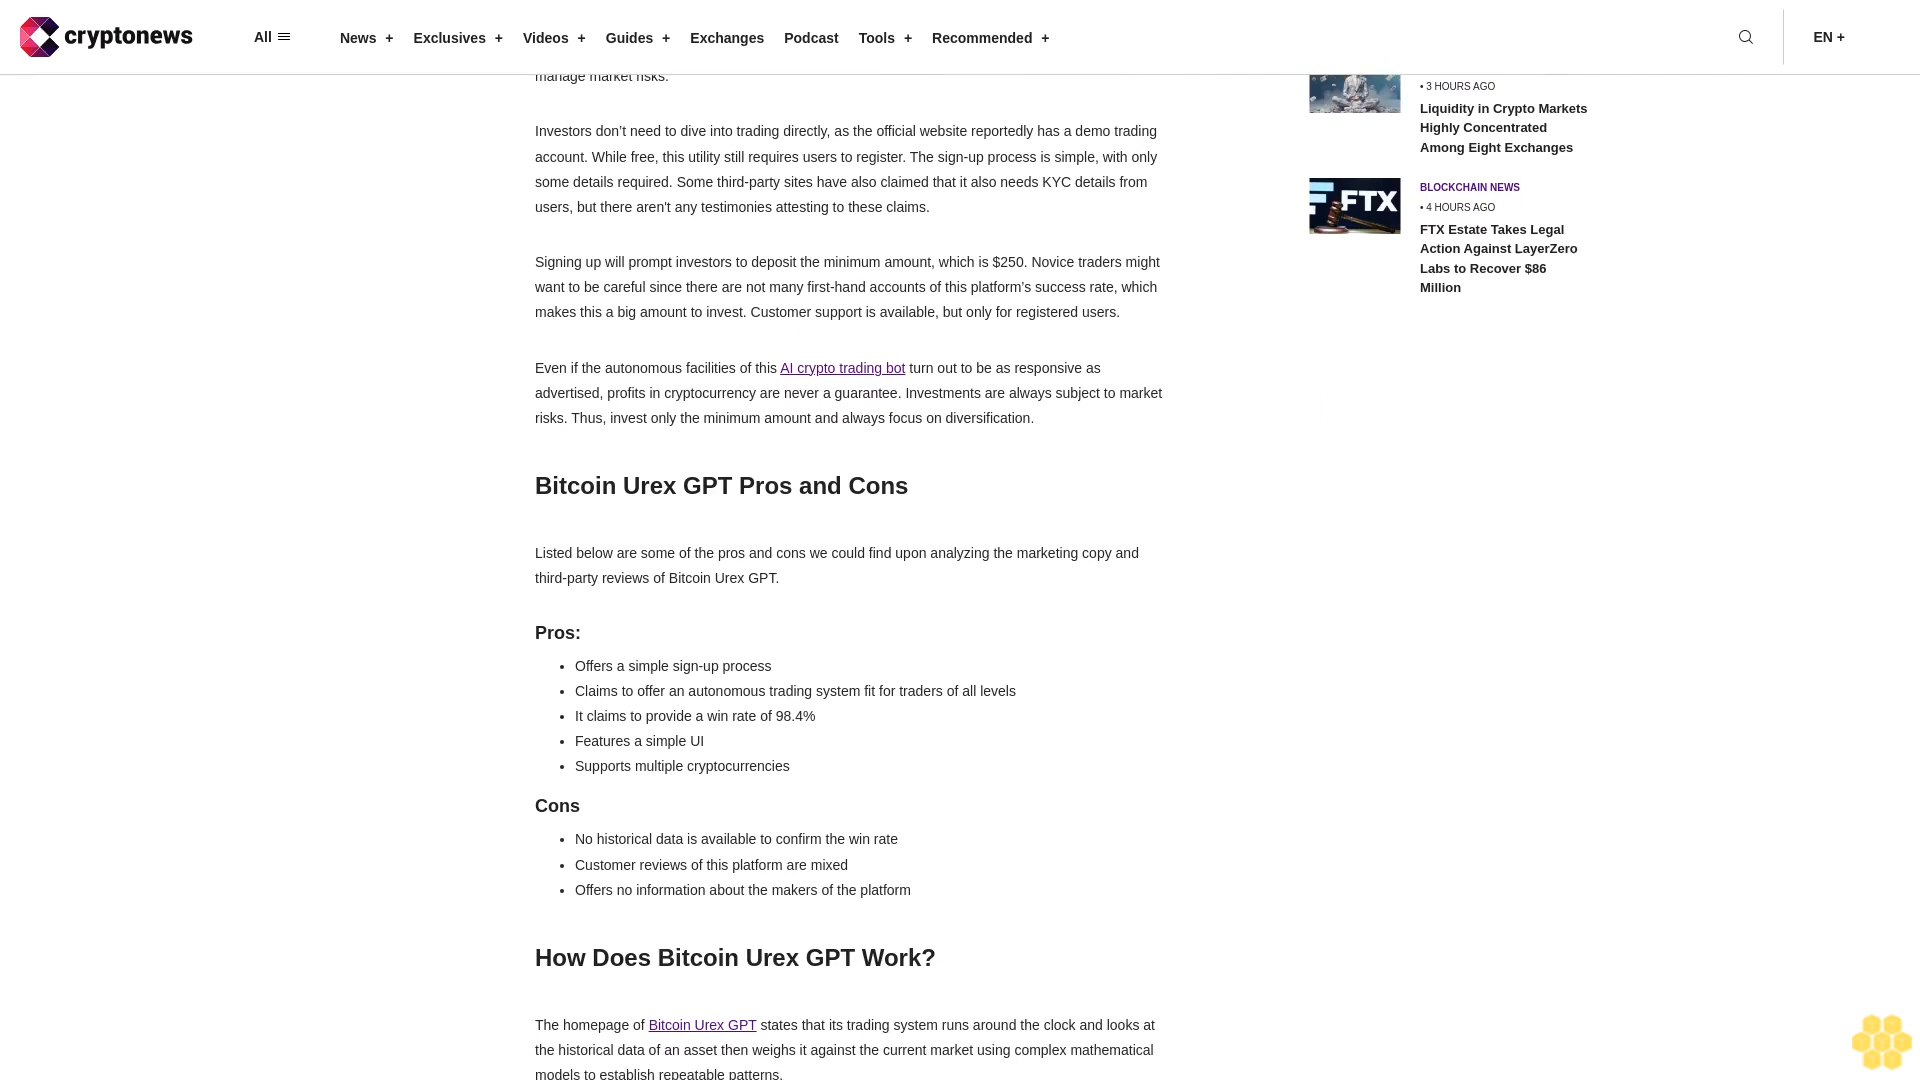 cryptonews
All
News +
Exclusives +
Videos +
Guides +
Exchanges
Podcast
Tools +
Recommended +
EN +
manage market risks.
Investors don’t need to dive into trading directly, as the official website reportedly has a demo trading
account. While free, this utility still requires users to register. The sign-up process is simple, with only
some details required. Some third-party sites have also claimed that it also needs KYC details from
users, but there aren't any testimonies attesting to these claims.
Signing up will prompt investors to deposit the minimum amount, which is $250. Novice traders might
want to be careful since there are not many first-hand accounts of this platform’s success rate, which
makes this a big amount to invest. Customer support is available, but only for registered users.
Even if the autonomous facilities of this AI crypto trading bot turn out to be as responsive as
advertised, profits in cryptocurrency are never a guarantee. Investments are always subject to market
risks. Thus, invest only the minimum amount and always focus on diversification.
Bitcoin Urex GPT Pros and Cons
Listed below are some of the pros and cons we could find upon analyzing the marketing copy and
third-party reviews of Bitcoin Urex GPT.
Pros:
• Offers a simple sign-up process
• Claims to offer an autonomous trading system fit for traders of all levels
• It claims to provide a win rate of 98.4%
• Features a simple UI
• Supports multiple cryptocurrencies
Cons
• No historical data is available to confirm the win rate
• Customer reviews of this platform are mixed
• Offers no information about the makers of the platform
How Does Bitcoin Urex GPT Work?
The homepage of Bitcoin Urex GPT states that its trading system runs around the clock and looks at
the historical data of an asset then weighs it against the current market using complex mathematical
models to establish repeatable patterns.
• 3 HOURS AGO
Liquidity in Crypto Markets
Highly Concentrated
Among Eight Exchanges
FTX
BLOCKCHAIN NEWS
• 4 HOURS AGO
FTX Estate Takes Legal
Action Against LayerZero
Labs to Recover $86
Million